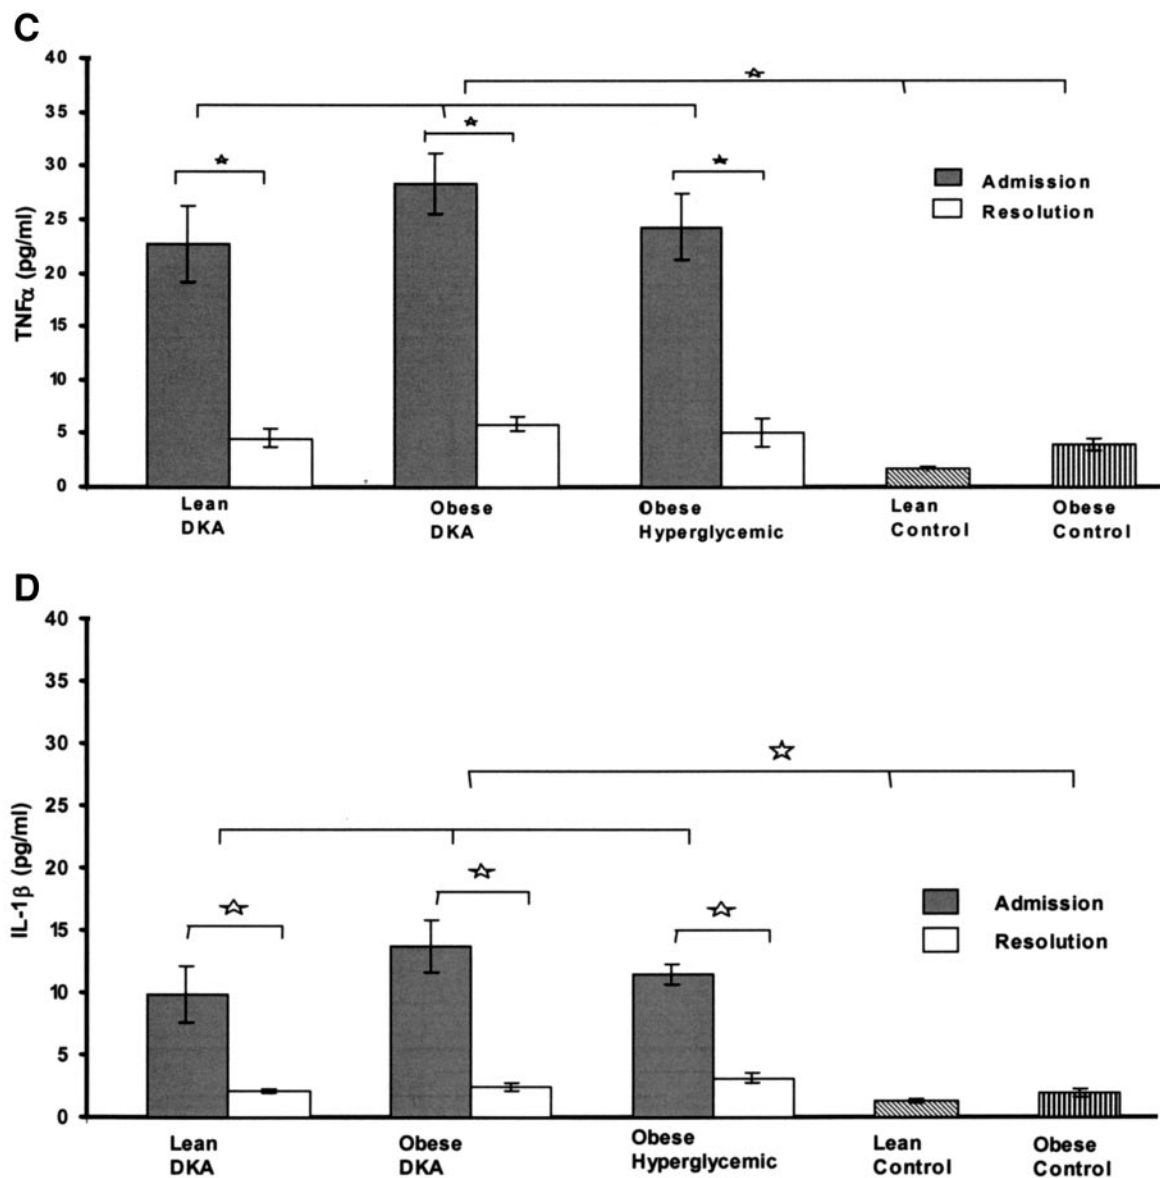 C
40
35
30
25
20
15
10
5
0
TNFα (pg/ml)
Admission
Resolution
Lean
DKA
Obese
DKA
Obese
Hyperglycemic
Lean
Control
Obese
Control
D
40
35
30
25
20
15
10
5
0
IL-1β (pg/ml)
Admission
Resolution
Lean
DKA
Obese
DKA
Obese
Hyperglycemic
Lean
Control
Obese
Control